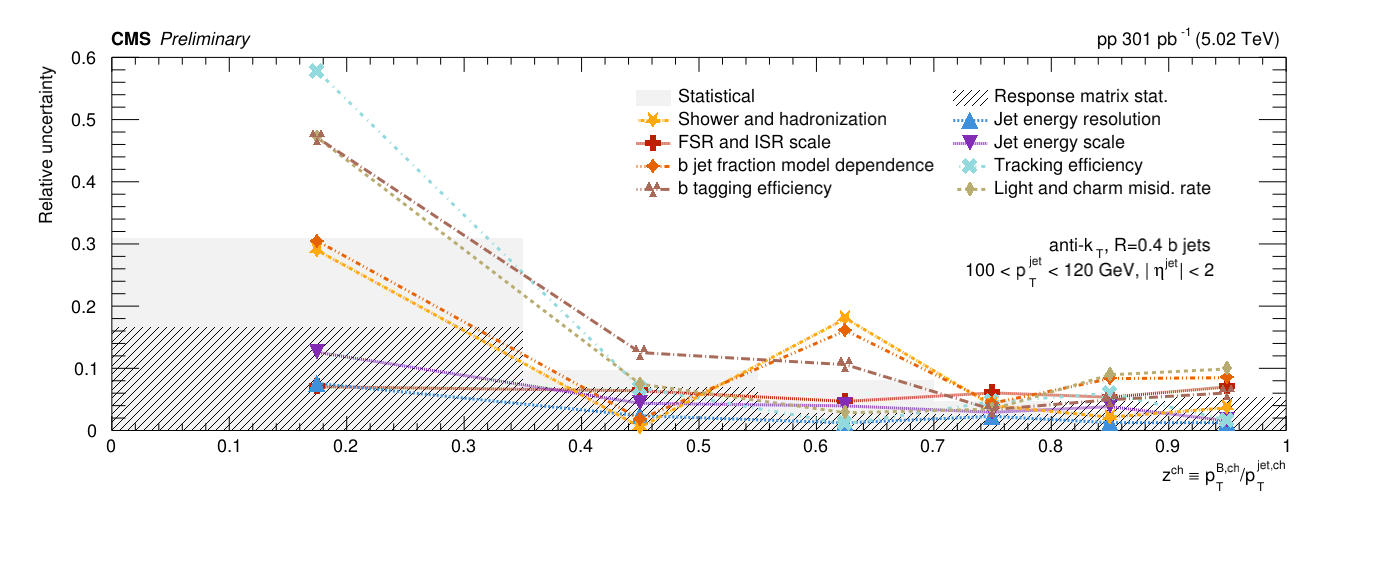 CMS Preliminary
pp 301 pb⁻¹ (5.02 TeV)
Relative uncertainty
0.6
0.5
0.4
0.3
0.2
0.1
0
Statistical
Shower and hadronization
FSR and ISR scale
b jet fraction model dependence
b tagging efficiency
Response matrix stat.
Jet energy resolution
Jet energy scale
Tracking efficiency
Light and charm misid. rate
anti-k_T, R=0.4 b jets
100 < p_T^jet < 120 GeV, | η^jet| < 2
0 0.1 0.2 0.3 0.4 0.5 0.6 0.7 0.8 0.9 1
z^ch ≡ p_T^B,ch/p_T^jet,ch